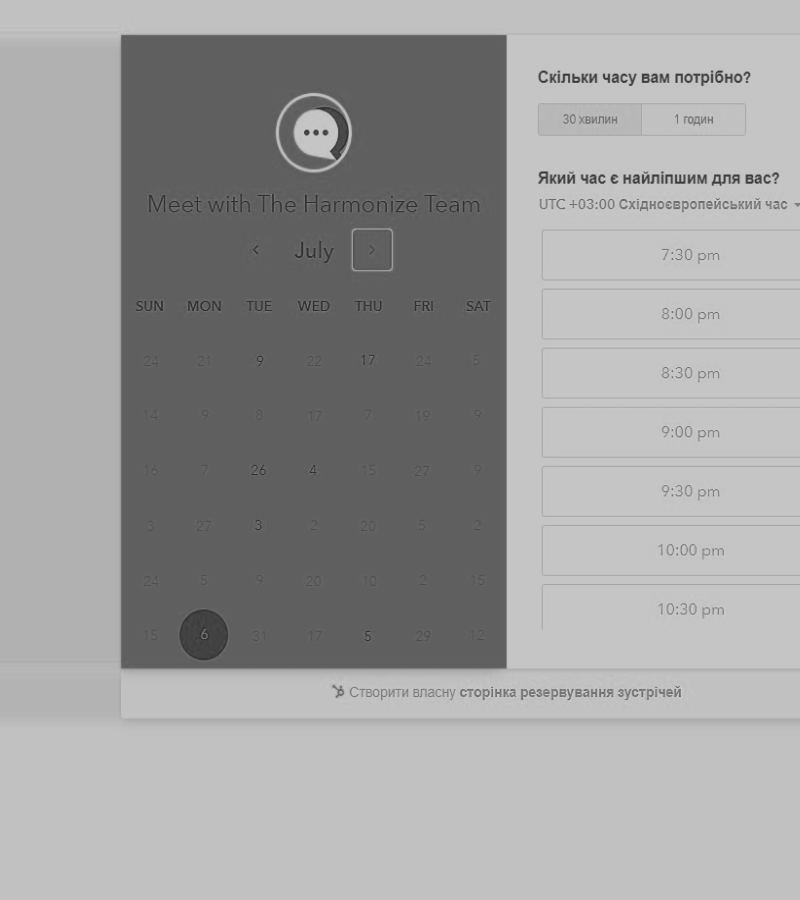 Meet with The Harmonize Team
July
SUN MON TUE WED THU FRI SAT
24 21 9 22 17 24 5
14 9 8 17 7 19 9
16 7 26 4 15 27 9
3 27 3 2 20 5 2
24 5 9 20 10 2 15
15 6 31 17 5 29 12
Скільки часу вам потрібно?
30 хвилин 1 годин
Який час є найліпшим для вас?
UTC +03:00 Східноєвропейський час
7:30 pm
8:00 pm
8:30 pm
9:00 pm
9:30 pm
10:00 pm
10:30 pm
Створити власну сторінка резервування зустрічей